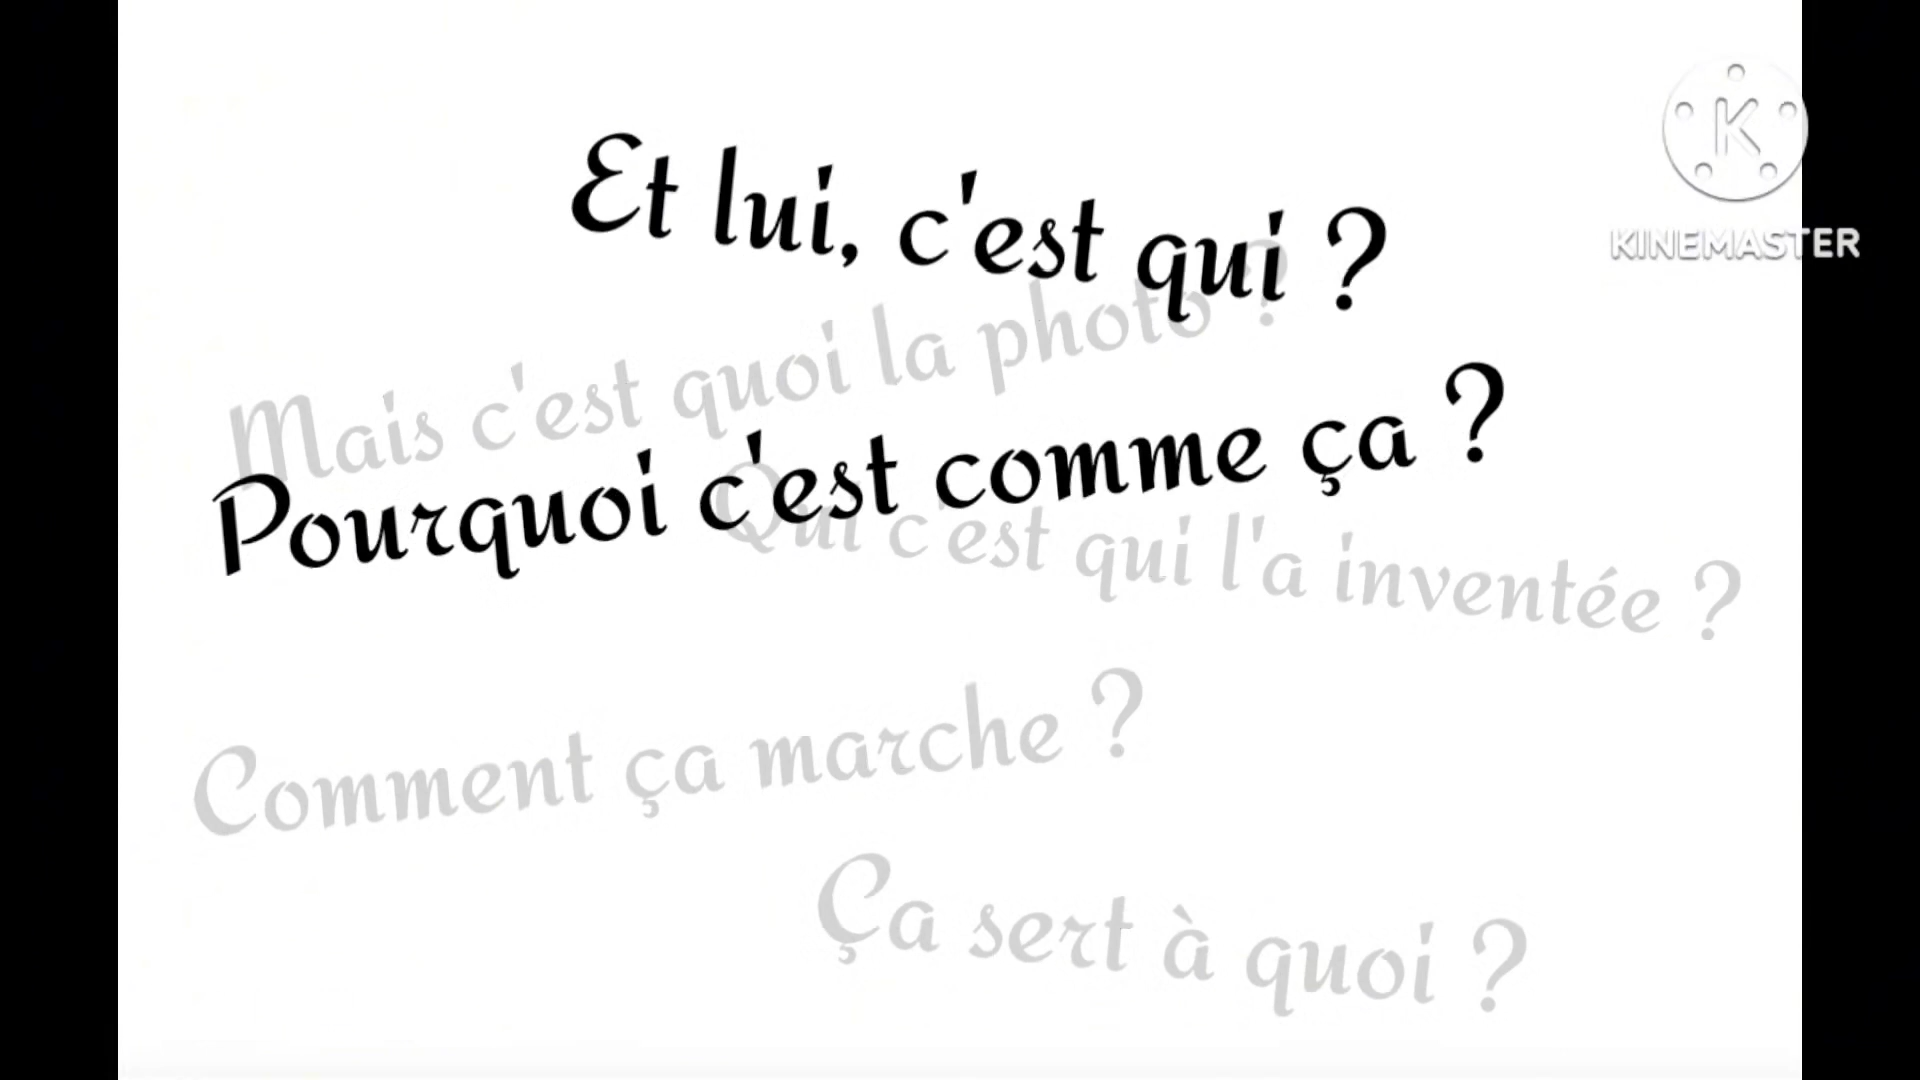 Et lui, c'est qui ?
K
KINEMASTER
Mais c'est quoi la photo ?
Pourquoi c'est comme ça ?
Qui c'est qui l'a inventée ?
Comment ça marche ?
Ça sert à quoi ?